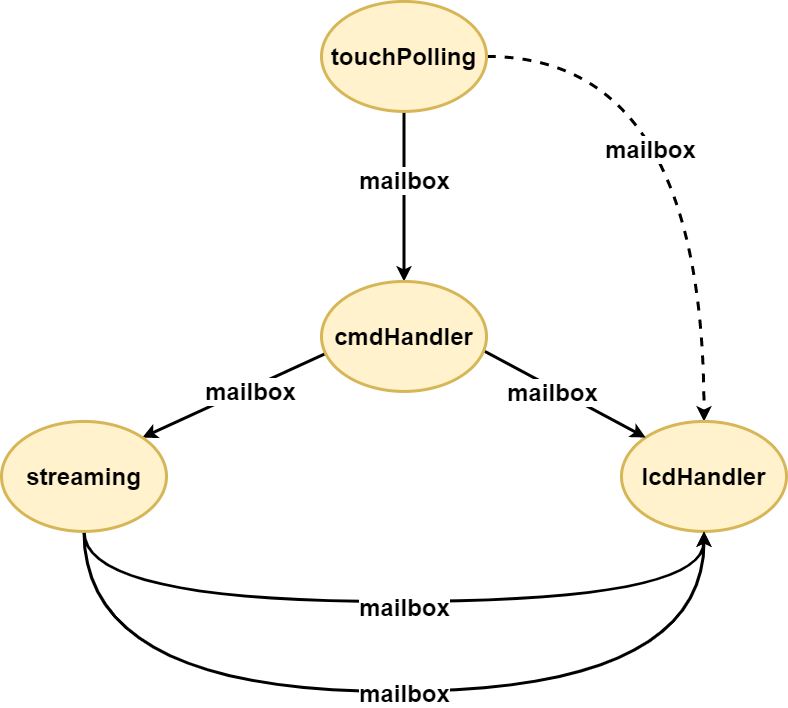 touchPolling
mailbox
mailbox
cmdHandler
mailbox
mailbox
streaming
lcdHandler
mailbox
mailbox